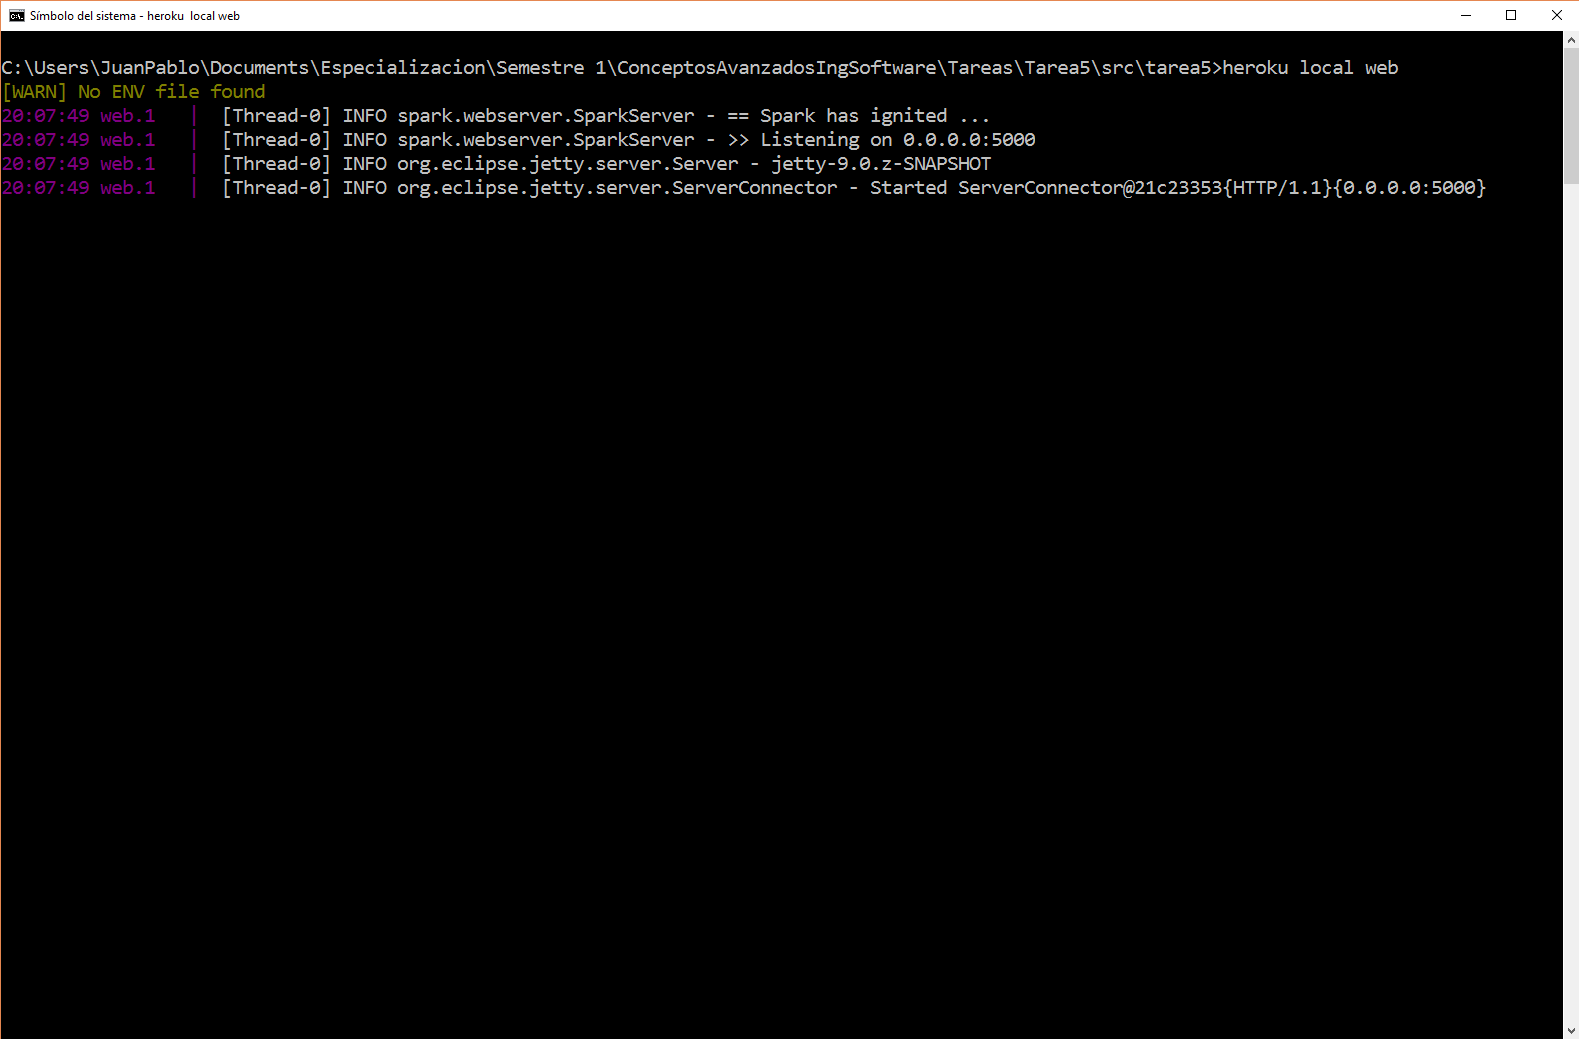 Símbolo del sistema - heroku  local web
C:\Users\JuanPablo\Documents\Especializacion\Semestre 1\ConceptosAvanzadosIngSoftware\Tareas\Tarea5\src\tarea5>heroku local web
[WARN] No ENV file found
20:07:49 web.1   |  [Thread-0] INFO spark.webserver.SparkServer - == Spark has ignited ...
20:07:49 web.1   |  [Thread-0] INFO spark.webserver.SparkServer - >> Listening on 0.0.0.0:5000
20:07:49 web.1   |  [Thread-0] INFO org.eclipse.jetty.server.Server - jetty-9.0.z-SNAPSHOT
20:07:49 web.1   |  [Thread-0] INFO org.eclipse.jetty.server.ServerConnector - Started ServerConnector@21c23353{HTTP/1.1}{0.0.0.0:5000}